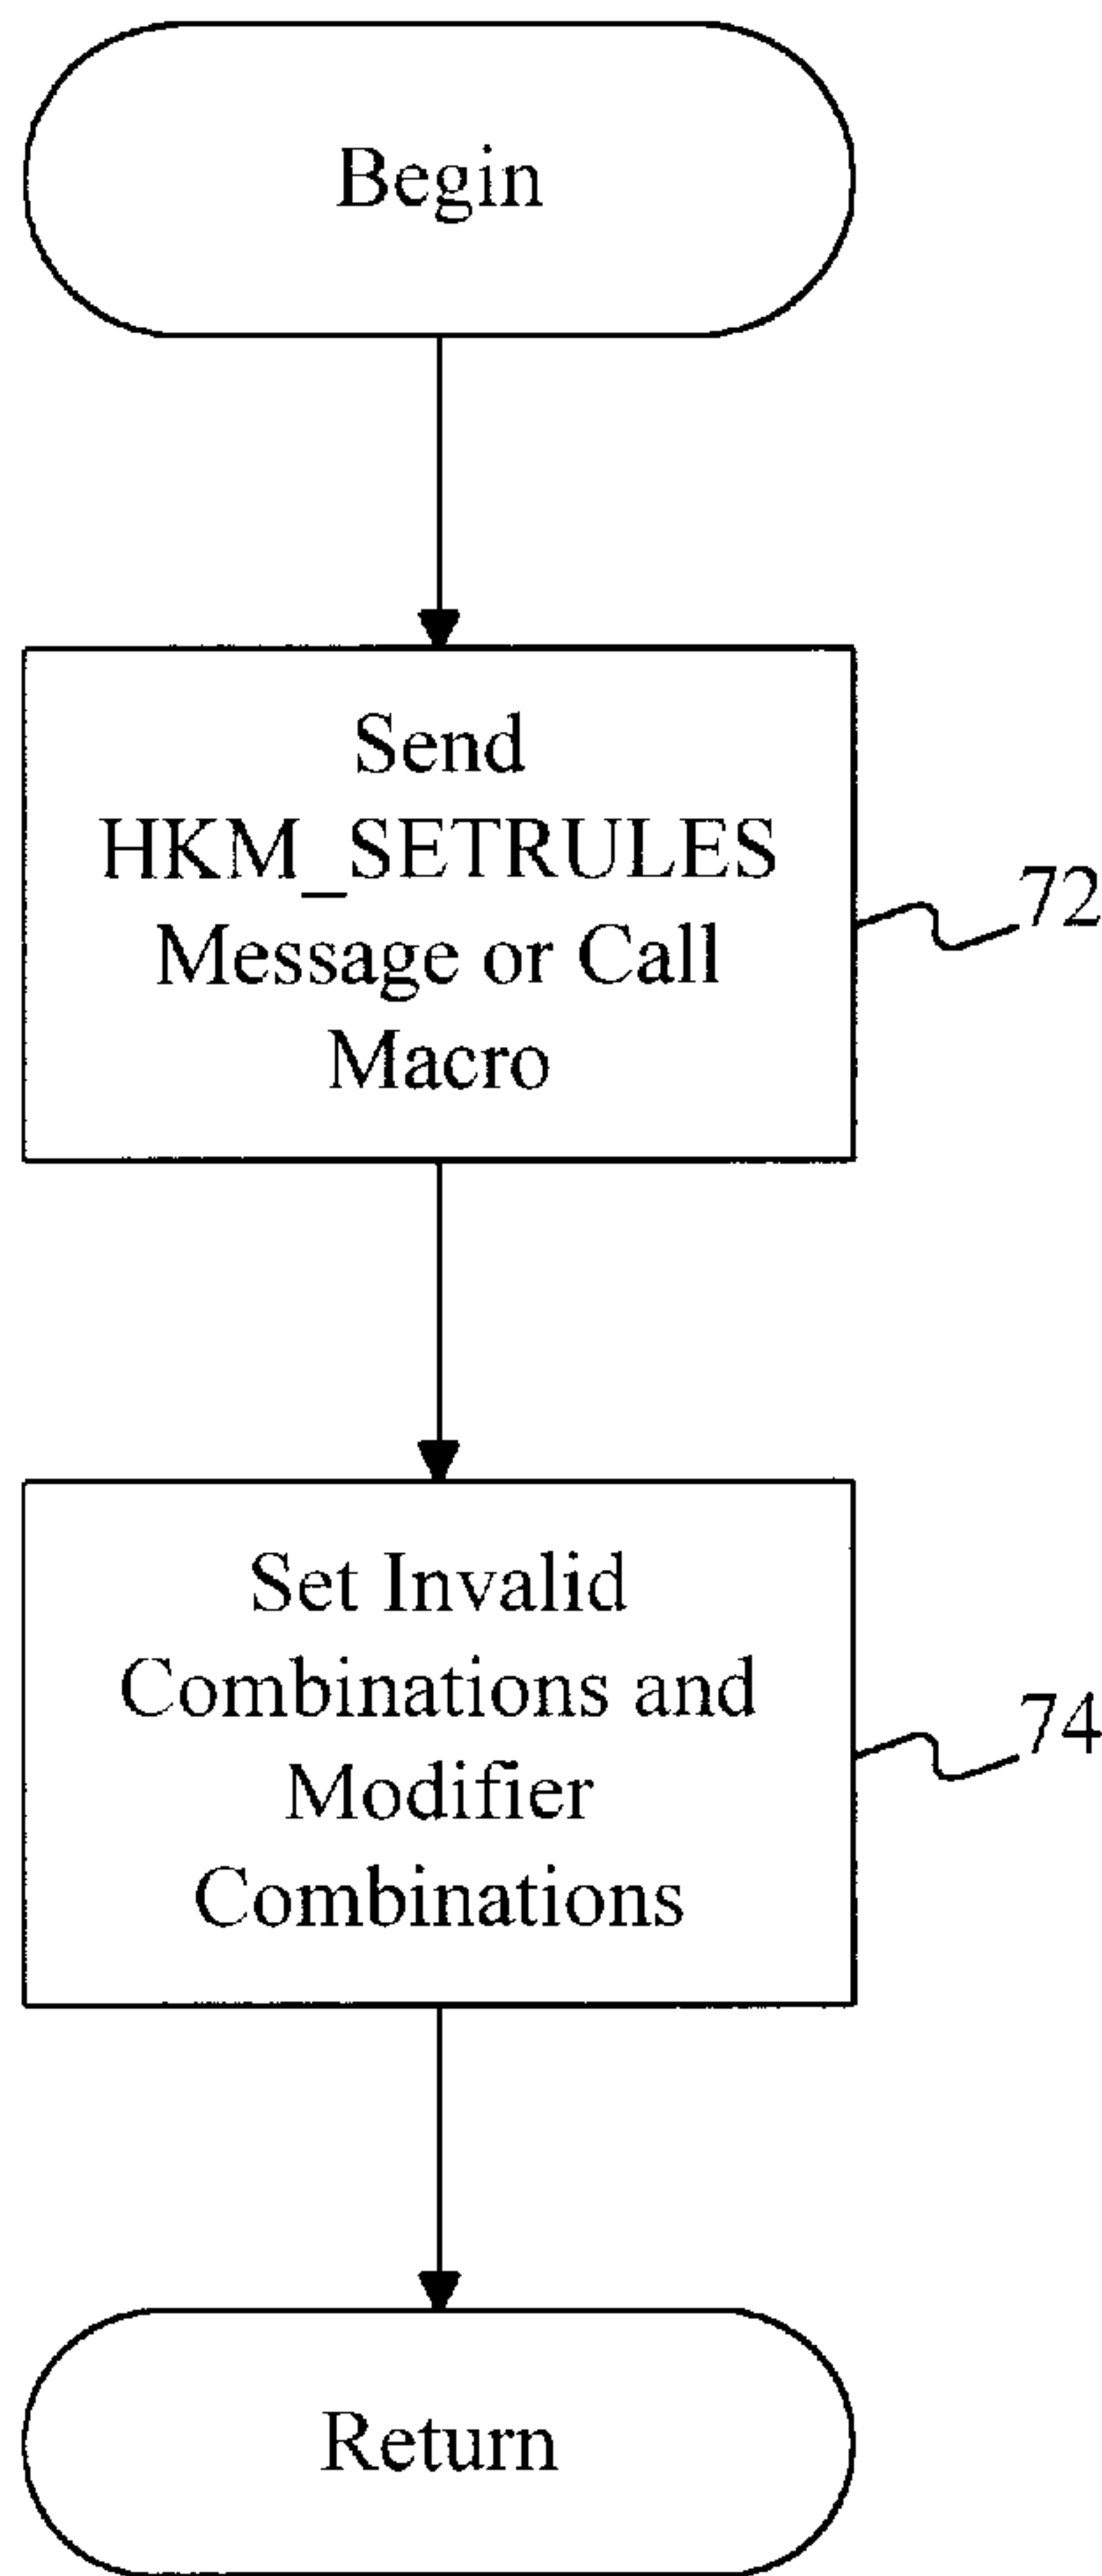 Begin
Send
HKM_SETRULES
Message or Call
Macro
72
Set Invalid
Combinations and
Modifier
Combinations
74
Return